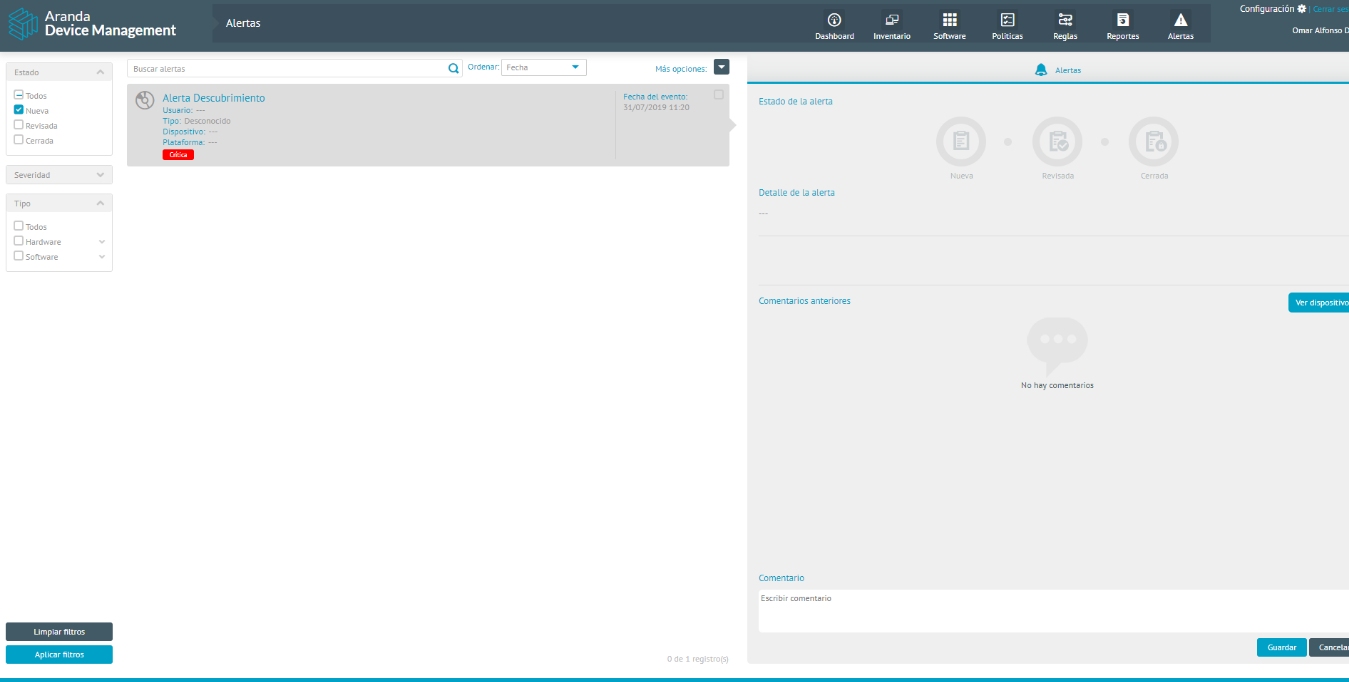 Aranda
Device Management
Alertas
Dashboard
Inventario
Software
Políticas
Reglas
Reportes
Alertas
Configuración | Cerrar ses
Omar Alfonso D
Estado
Todos
Nueva
Revisada
Cerrada
Severidad
Tipo
Todos
Hardware
Software
Limpiar filtros
Aplicar filtros
Buscar alertas
Ordenar: Fecha
Más opciones:
Alerta Descubrimiento
Usuario: ---
Tipo: Desconocido
Dispositivo: ---
Plataforma: ---
Crítica
Fecha del evento:
31/07/2019 11:20
0 de 1 registro(s)
Alertas
Estado de la alerta
Nueva
Revisada
Cerrada
Detalle de la alerta
---
Comentarios anteriores
Ver dispositivo
No hay comentarios
Comentario
Escribir comentario
Guardar
Cancelar